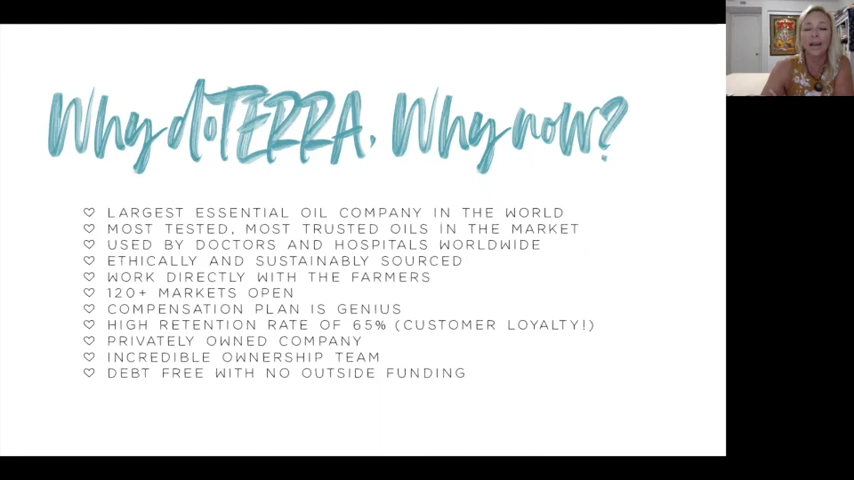 Why doTERRA, Why now?
LARGEST ESSENTIAL OIL COMPANY IN THE WORLD
MOST TESTED, MOST TRUSTED OILS IN THE MARKET
USED BY DOCTORS AND HOSPITALS WORLDWIDE
ETHICALLY AND SUSTAINABLY SOURCED
WORK DIRECTLY WITH THE FARMERS
120+ MARKETS OPEN
COMPENSATION PLAN IS GENIUS
HIGH RETENTION RATE OF 65% (CUSTOMER LOYALTY!)
PRIVATELY OWNED COMPANY
INCREDIBLE OWNERSHIP TEAM
DEBT FREE WITH NO OUTSIDE FUNDING